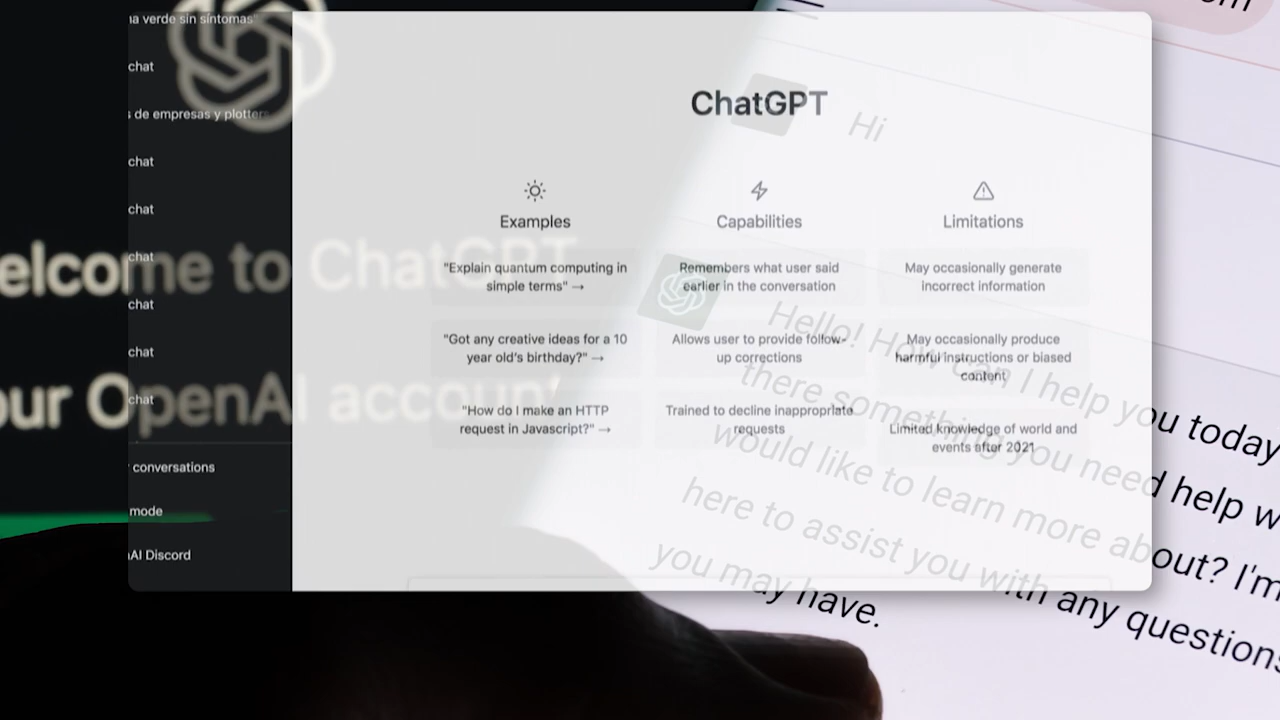 a verde sin síntomas"
chat
de empresas y plotter
chat
chat
chat
chat
chat
chat
conversations
mode
AI Discord
ChatGPT
Examples
"Explain quantum computing in
simple terms" →
"Got any creative ideas for a 10
year old's birthday?" →
"How do I make an HTTP
request in Javascript?" →
Capabilities
Remembers what user said
earlier in the conversation
Allows user to provide follow-
up corrections
Trained to decline inappropriate
requests
Limitations
May occasionally generate
incorrect information
May occasionally produce
harmful instructions or biased
content
Limited knowledge of world and
events after 2021
elcome to ChatGPT
our OpenAI account
Hi
Hello! How can I help you today
there something you need help w
would like to learn more about? I'm
here to assist you with any questions
you may have.